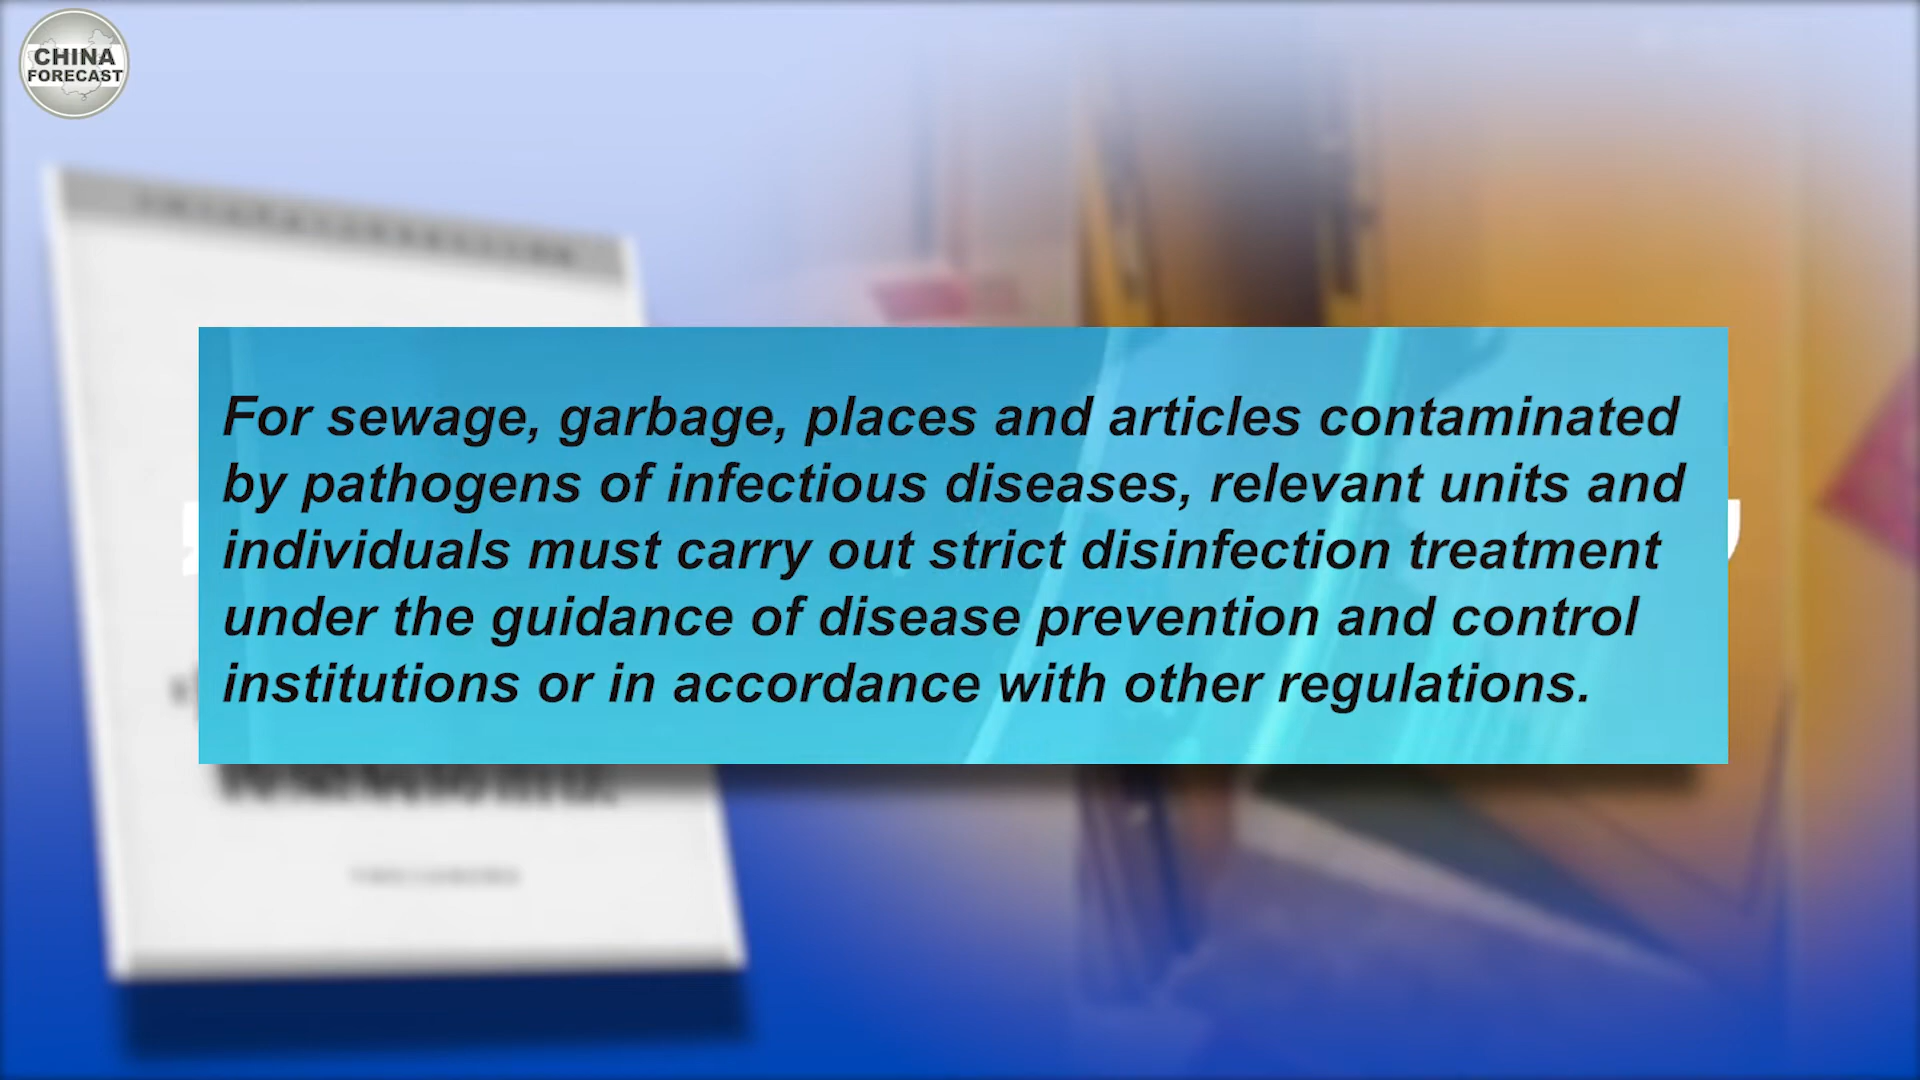 CHINA
FORECAST
For sewage, garbage, places and articles contaminated
by pathogens of infectious diseases, relevant units and
individuals must carry out strict disinfection treatment
under the guidance of disease prevention and control
institutions or in accordance with other regulations.